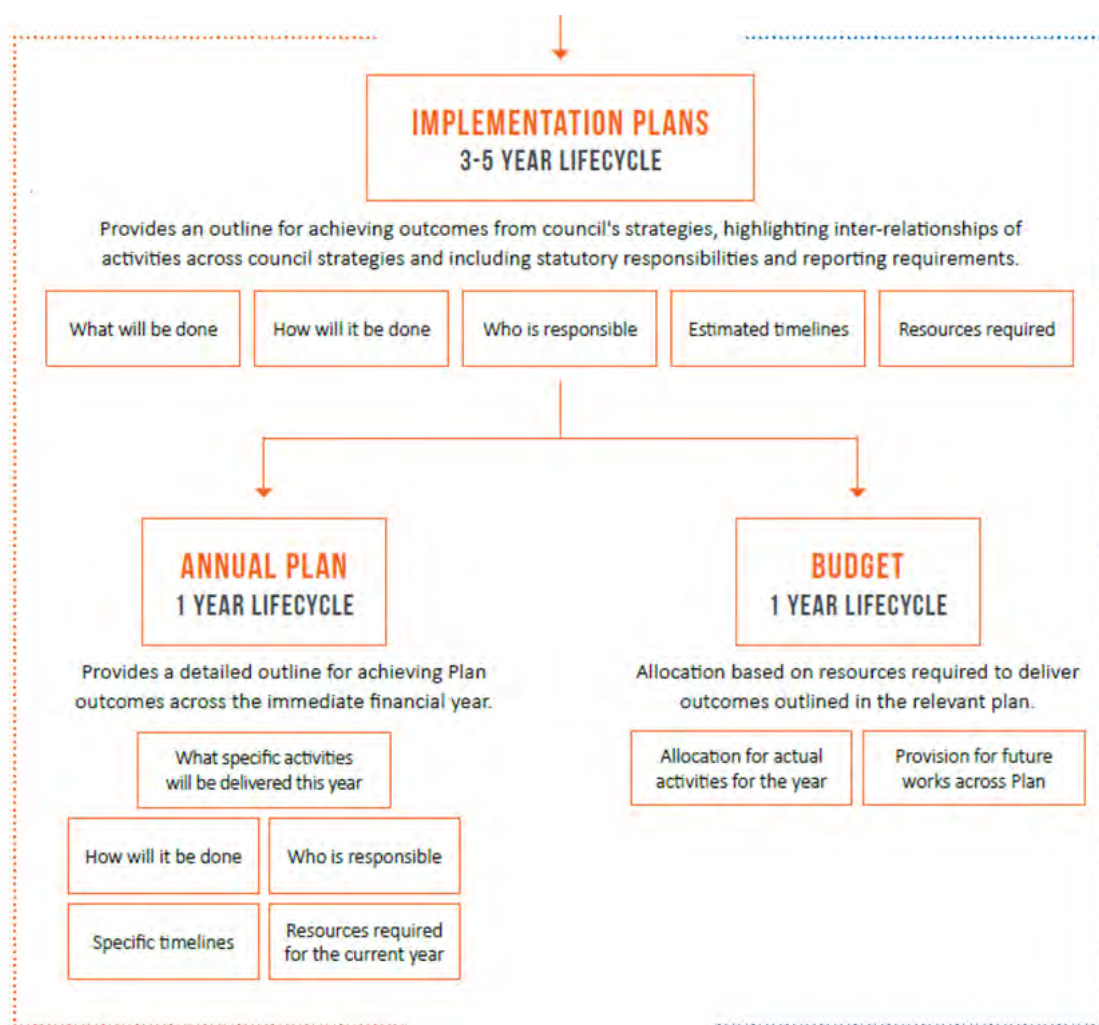 IMPLEMENTATION PLANS
3-5 YEAR LIFECYCLE
Provides an outline for achieving outcomes from council's strategies, highlighting inter-relationships of
activities across council strategies and including statutory responsibilities and reporting requirements.
What will be done
How will it be done
Who is responsible
Estimated timelines
Resources required
ANNUAL PLAN
1 YEAR LIFECYCLE
Provides a detailed outline for achieving Plan
outcomes across the immediate financial year.
What specific activities
will be delivered this year
How will it be done
Who is responsible
Specific timelines
Resources required
for the current year
BUDGET
1 YEAR LIFECYCLE
Allocation based on resources required to deliver
outcomes outlined in the relevant plan.
Allocation for actual
activities for the year
Provision for future
works across Plan